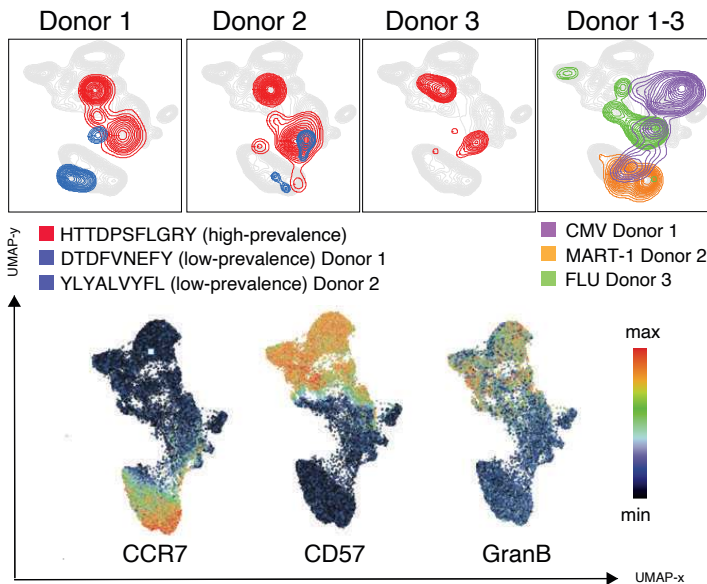 Donor 1 Donor 2 Donor 3 Donor 1-3
HTTDPSFLGRY (high-prevalence)
DTDFVNEFY (low-prevalence) Donor 1
YLYALVYFL (low-prevalence) Donor 2
CMV Donor 1
MART-1 Donor 2
FLU Donor 3
UMAP-y
max
min
CCR7 CD57 GranB
UMAP-x